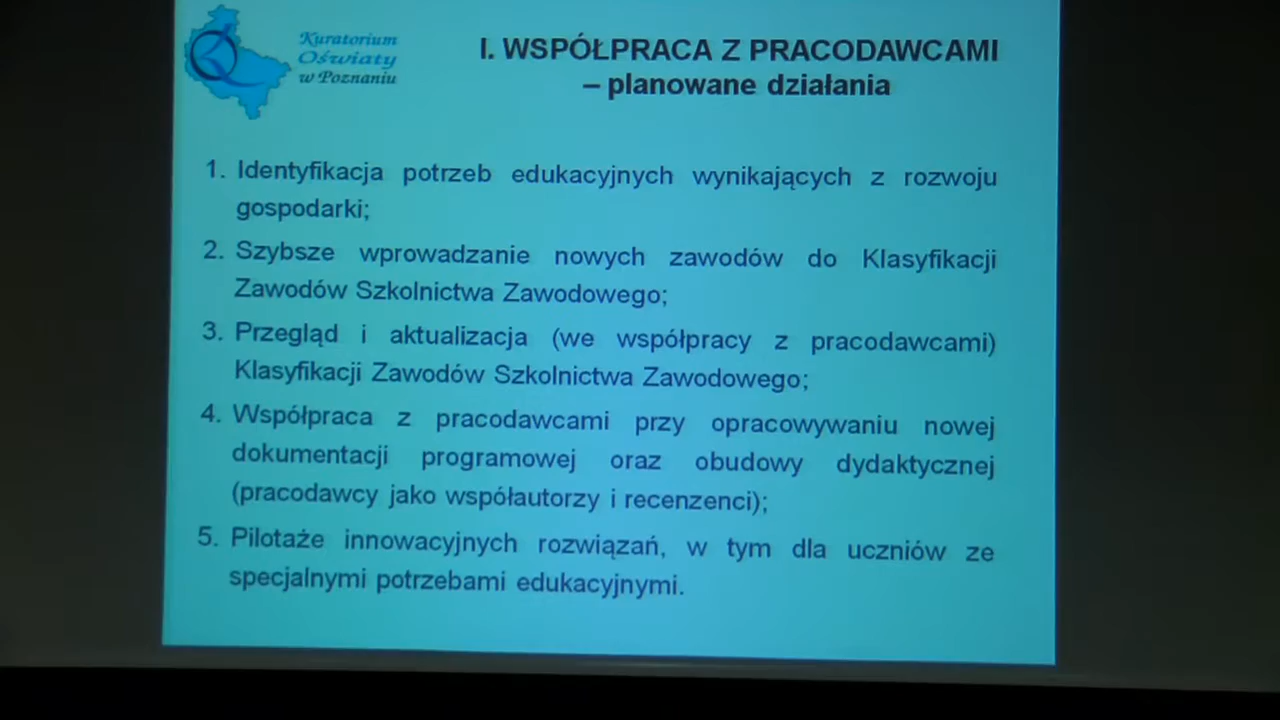 Kuratorium
Oświaty
w Poznaniu
I. WSPÓŁPRACA Z PRACODAWCAMI
– planowane działania
1. Identyfikacja potrzeb edukacyjnych wynikających z rozwoju
gospodarki;
2. Szybsze wprowadzanie nowych zawodów do Klasyfikacji
Zawodów Szkolnictwa Zawodowego;
3. Przegląd i aktualizacja (we współpracy z pracodawcami)
Klasyfikacji Zawodów Szkolnictwa Zawodowego;
4. Współpraca z pracodawcami przy opracowywaniu nowej
dokumentacji programowej oraz obudowy dydaktycznej
(pracodawcy jako współautorzy i recenzenci);
5. Pilotaże innowacyjnych rozwiązań, w tym dla uczniów ze
specjalnymi potrzebami edukacyjnymi.